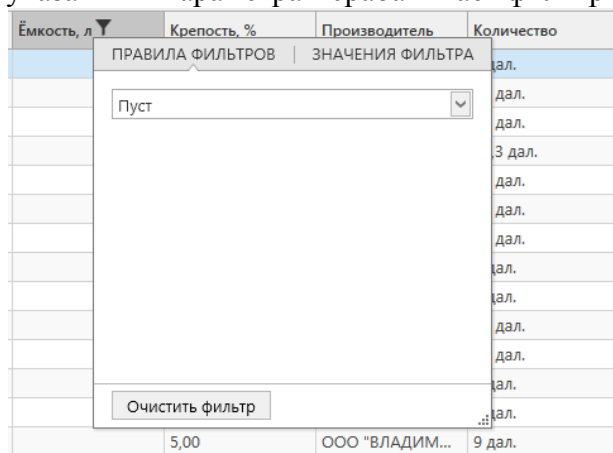 Ёмкость, л Крепость, % Производитель Количество
ПРАВИЛА ФИЛЬТРОВ | ЗНАЧЕНИЯ ФИЛЬТРА
дал.
Пуст
дал.
дал.
,3 дал.
дал.
дал.
дал.
дал.
дал.
дал.
дал.
дал.
Очистить фильтр
дал.
5,00 ООО "ВЛАДИМ... 9 дал.